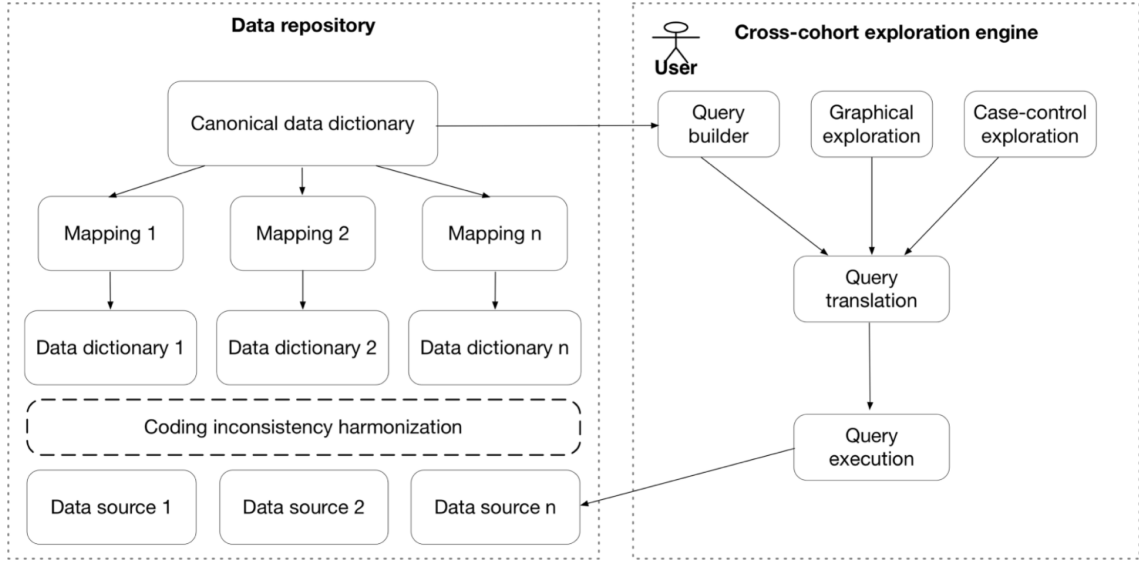 Data repository
Canonical data dictionary
Mapping 1
Mapping 2
Mapping n
Data dictionary 1
Data dictionary 2
Data dictionary n
Coding inconsistency harmonization
Data source 1
Data source 2
Data source n
Cross-cohort exploration engine
User
Query
builder
Graphical
exploration
Case-control
exploration
Query
translation
Query
execution